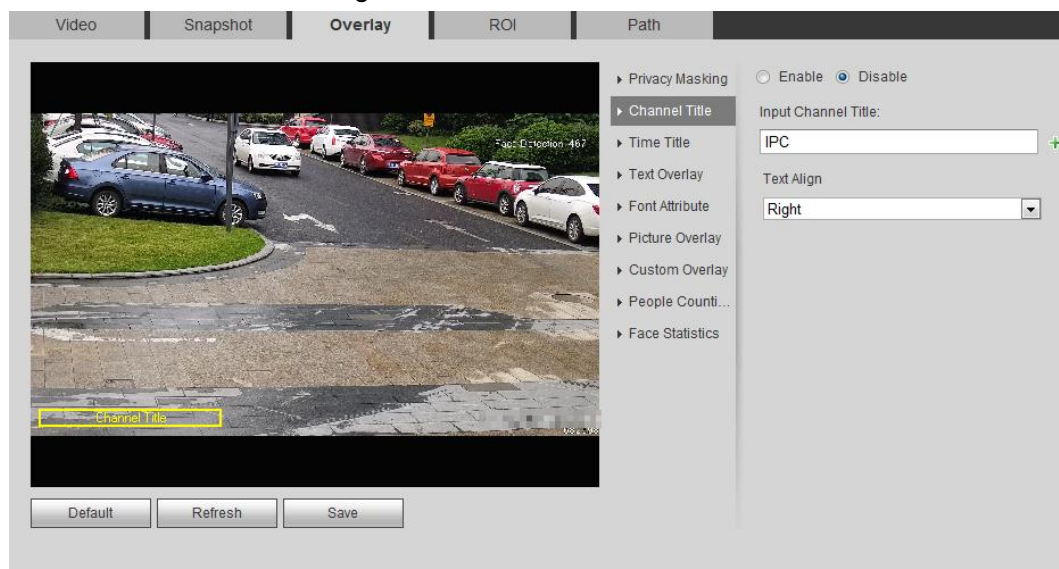 Video
Snapshot
Overlay
ROI
Path
Privacy Masking
Channel Title
Time Title
Text Overlay
Font Attribute
Picture Overlay
Custom Overlay
People Counti...
Face Statistics
Enable
Disable
Input Channel Title:
IPC
Text Align
Right
Face Detection 467
Channel Title
Default
Refresh
Save